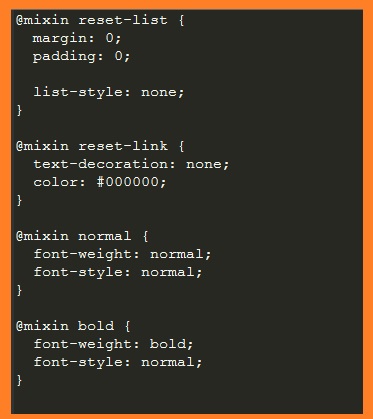 @mixin reset-list {
  margin: 0;
  padding: 0;

  list-style: none;
}

@mixin reset-link {
  text-decoration: none;
  color: #000000;
}

@mixin normal {
  font-weight: normal;
  font-style: normal;
}

@mixin bold {
  font-weight: bold;
  font-style: normal;
}